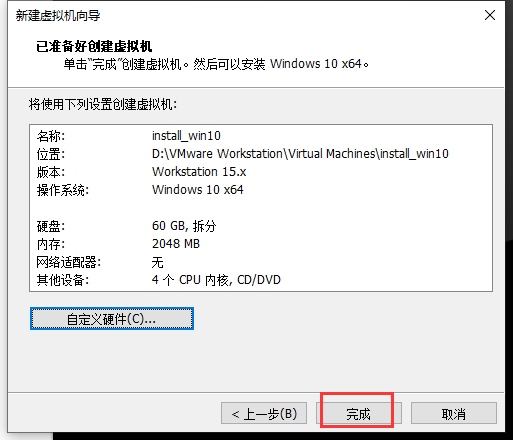 新建虚拟机向导
已准备好创建虚拟机
单击“完成”创建虚拟机。然后可以安装 Windows 10 x64。
将使用下列设置创建虚拟机:
名称: install_win10
位置: D:\VMware Workstation\Virtual Machines\install_win10
版本: Workstation 15.x
操作系统: Windows 10 x64
硬盘: 60 GB, 拆分
内存: 2048 MB
网络适配器: 无
其他设备: 4 个 CPU 内核, CD/DVD
自定义硬件(C)...
< 上一步(B) 完成 取消